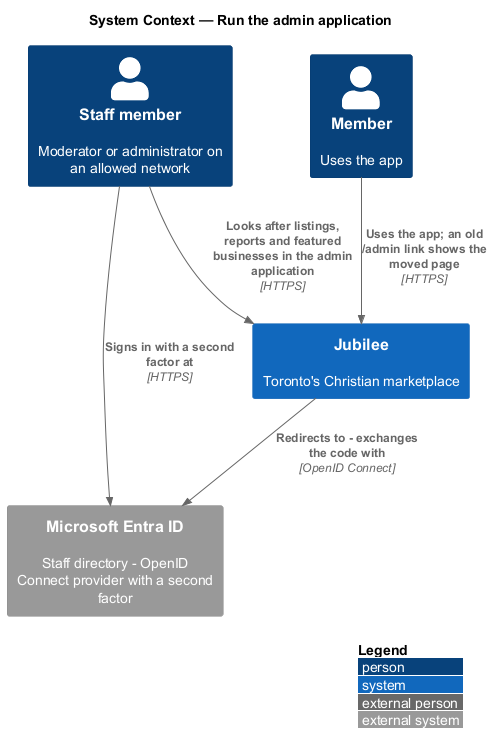 System Context — Run the admin application
Staff member
Moderator or administrator on
an allowed network
Member
Uses the app
Looks after listings,
reports and featured
businesses in the admin
application
[HTTPS]
Uses the app; an old
/admin link shows the
moved page
[HTTPS]
Jubilee
Toronto's Christian marketplace
Signs in with a second
factor at
[HTTPS]
Redirects to - exchanges
the code with
[OpenID Connect]
Microsoft Entra ID
Staff directory - OpenID
Connect provider with a second
factor
Legend
person
system
external person
external system